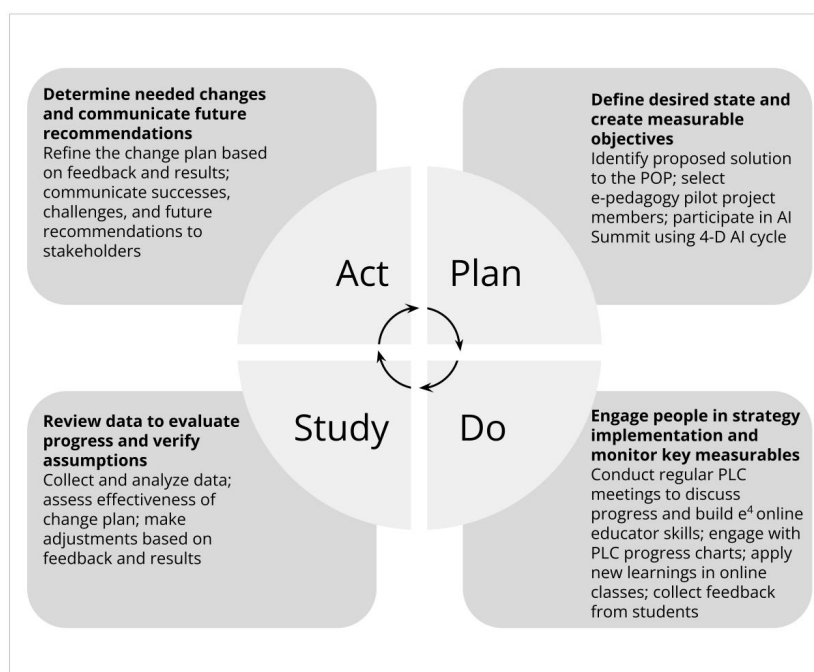 Determine needed changes
and communicate future
recommendations
Refine the change plan based
on feedback and results;
communicate successes,
challenges, and future
recommendations to
stakeholders
Define desired state and
create measurable
objectives
Identify proposed solution
to the POP; select
e-pedagogy pilot project
members; participate in AI
Summit using 4-D AI cycle
Act
Plan
Study
Do
Review data to evaluate
progress and verify
assumptions
Collect and analyze data;
assess effectiveness of
change plan; make
adjustments based on
feedback and results
Engage people in strategy
implementation and
monitor key measurables
Conduct regular PLC
meetings to discuss
progress and build e⁴ online
educator skills; engage with
PLC progress charts; apply
new learnings in online
classes; collect feedback
from students